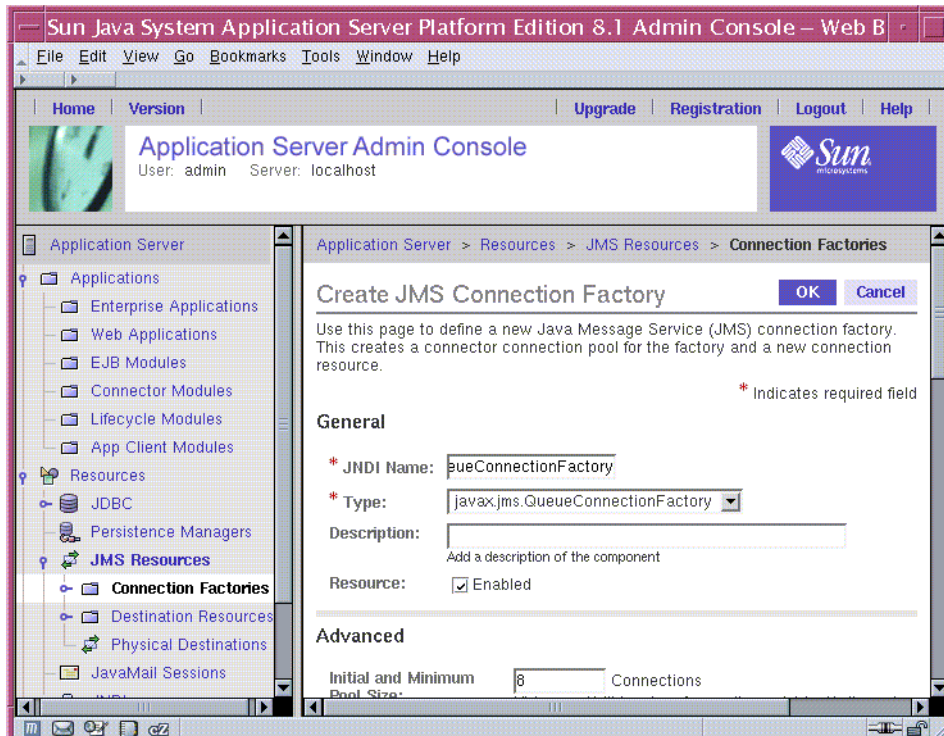 Sun Java System Application Server Platform Edition 8.1 Admin Console – Web B
File Edit View Go Bookmarks Tools Window Help
Home Version Upgrade Registration Logout Help
Application Server Admin Console
User: admin Server: localhost
Sun
microsystems
Application Server
Applications
Enterprise Applications
Web Applications
EJB Modules
Connector Modules
Lifecycle Modules
App Client Modules
Resources
JDBC
Persistence Managers
JMS Resources
Connection Factories
Destination Resources
Physical Destinations
JavaMail Sessions
Application Server > Resources > JMS Resources > Connection Factories
Create JMS Connection Factory
OK Cancel
Use this page to define a new Java Message Service (JMS) connection factory.
This creates a connector connection pool for the factory and a new connection
resource.
* Indicates required field
General
* JNDI Name: eueConnectionFactory
* Type: javax.jms.QueueConnectionFactory
Description:
Add a description of the component
Resource: Enabled
Advanced
Initial and Minimum
Pool Size:
8 Connections